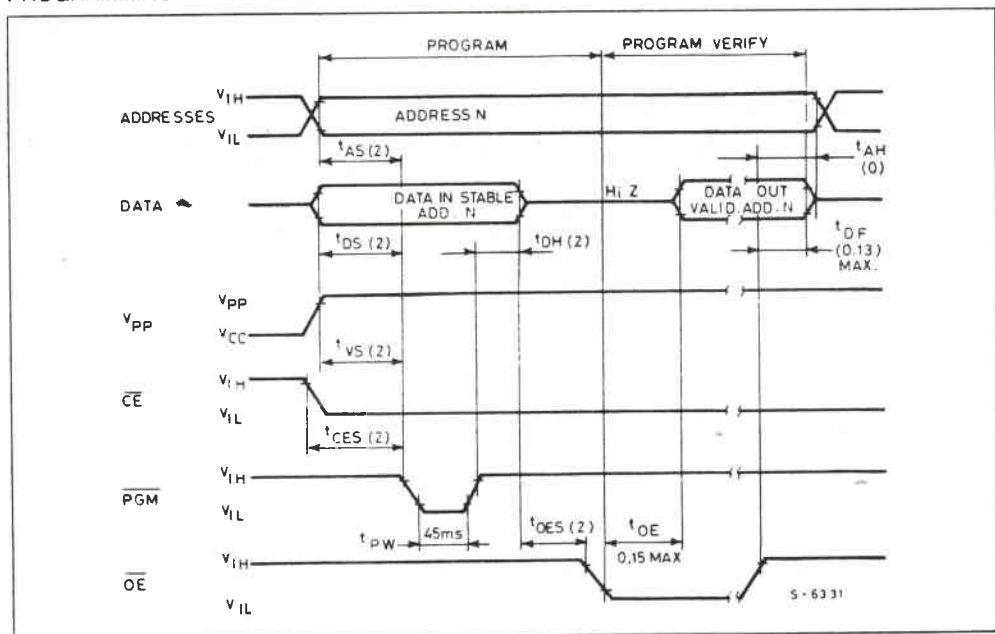 PROGRAM
PROGRAM VERIFY
ADDRESSES
VIH
VIL
ADDRESS N
tAS (2)
tAH
(0)
DATA
DATA IN STABLE
ADD. N
Hi Z
DATA OUT
VALID. ADD. N
tDS (2)
tDH (2)
tDF
(0.13)
MAX.
VPP
VPP
VCC
tVS (2)
CE
VIH
VIL
tCES (2)
PGM
VIH
VIL
tPW
45ms
tOES (2)
tOE
0,15 MAX
OE
VIH
VIL
S - 6331